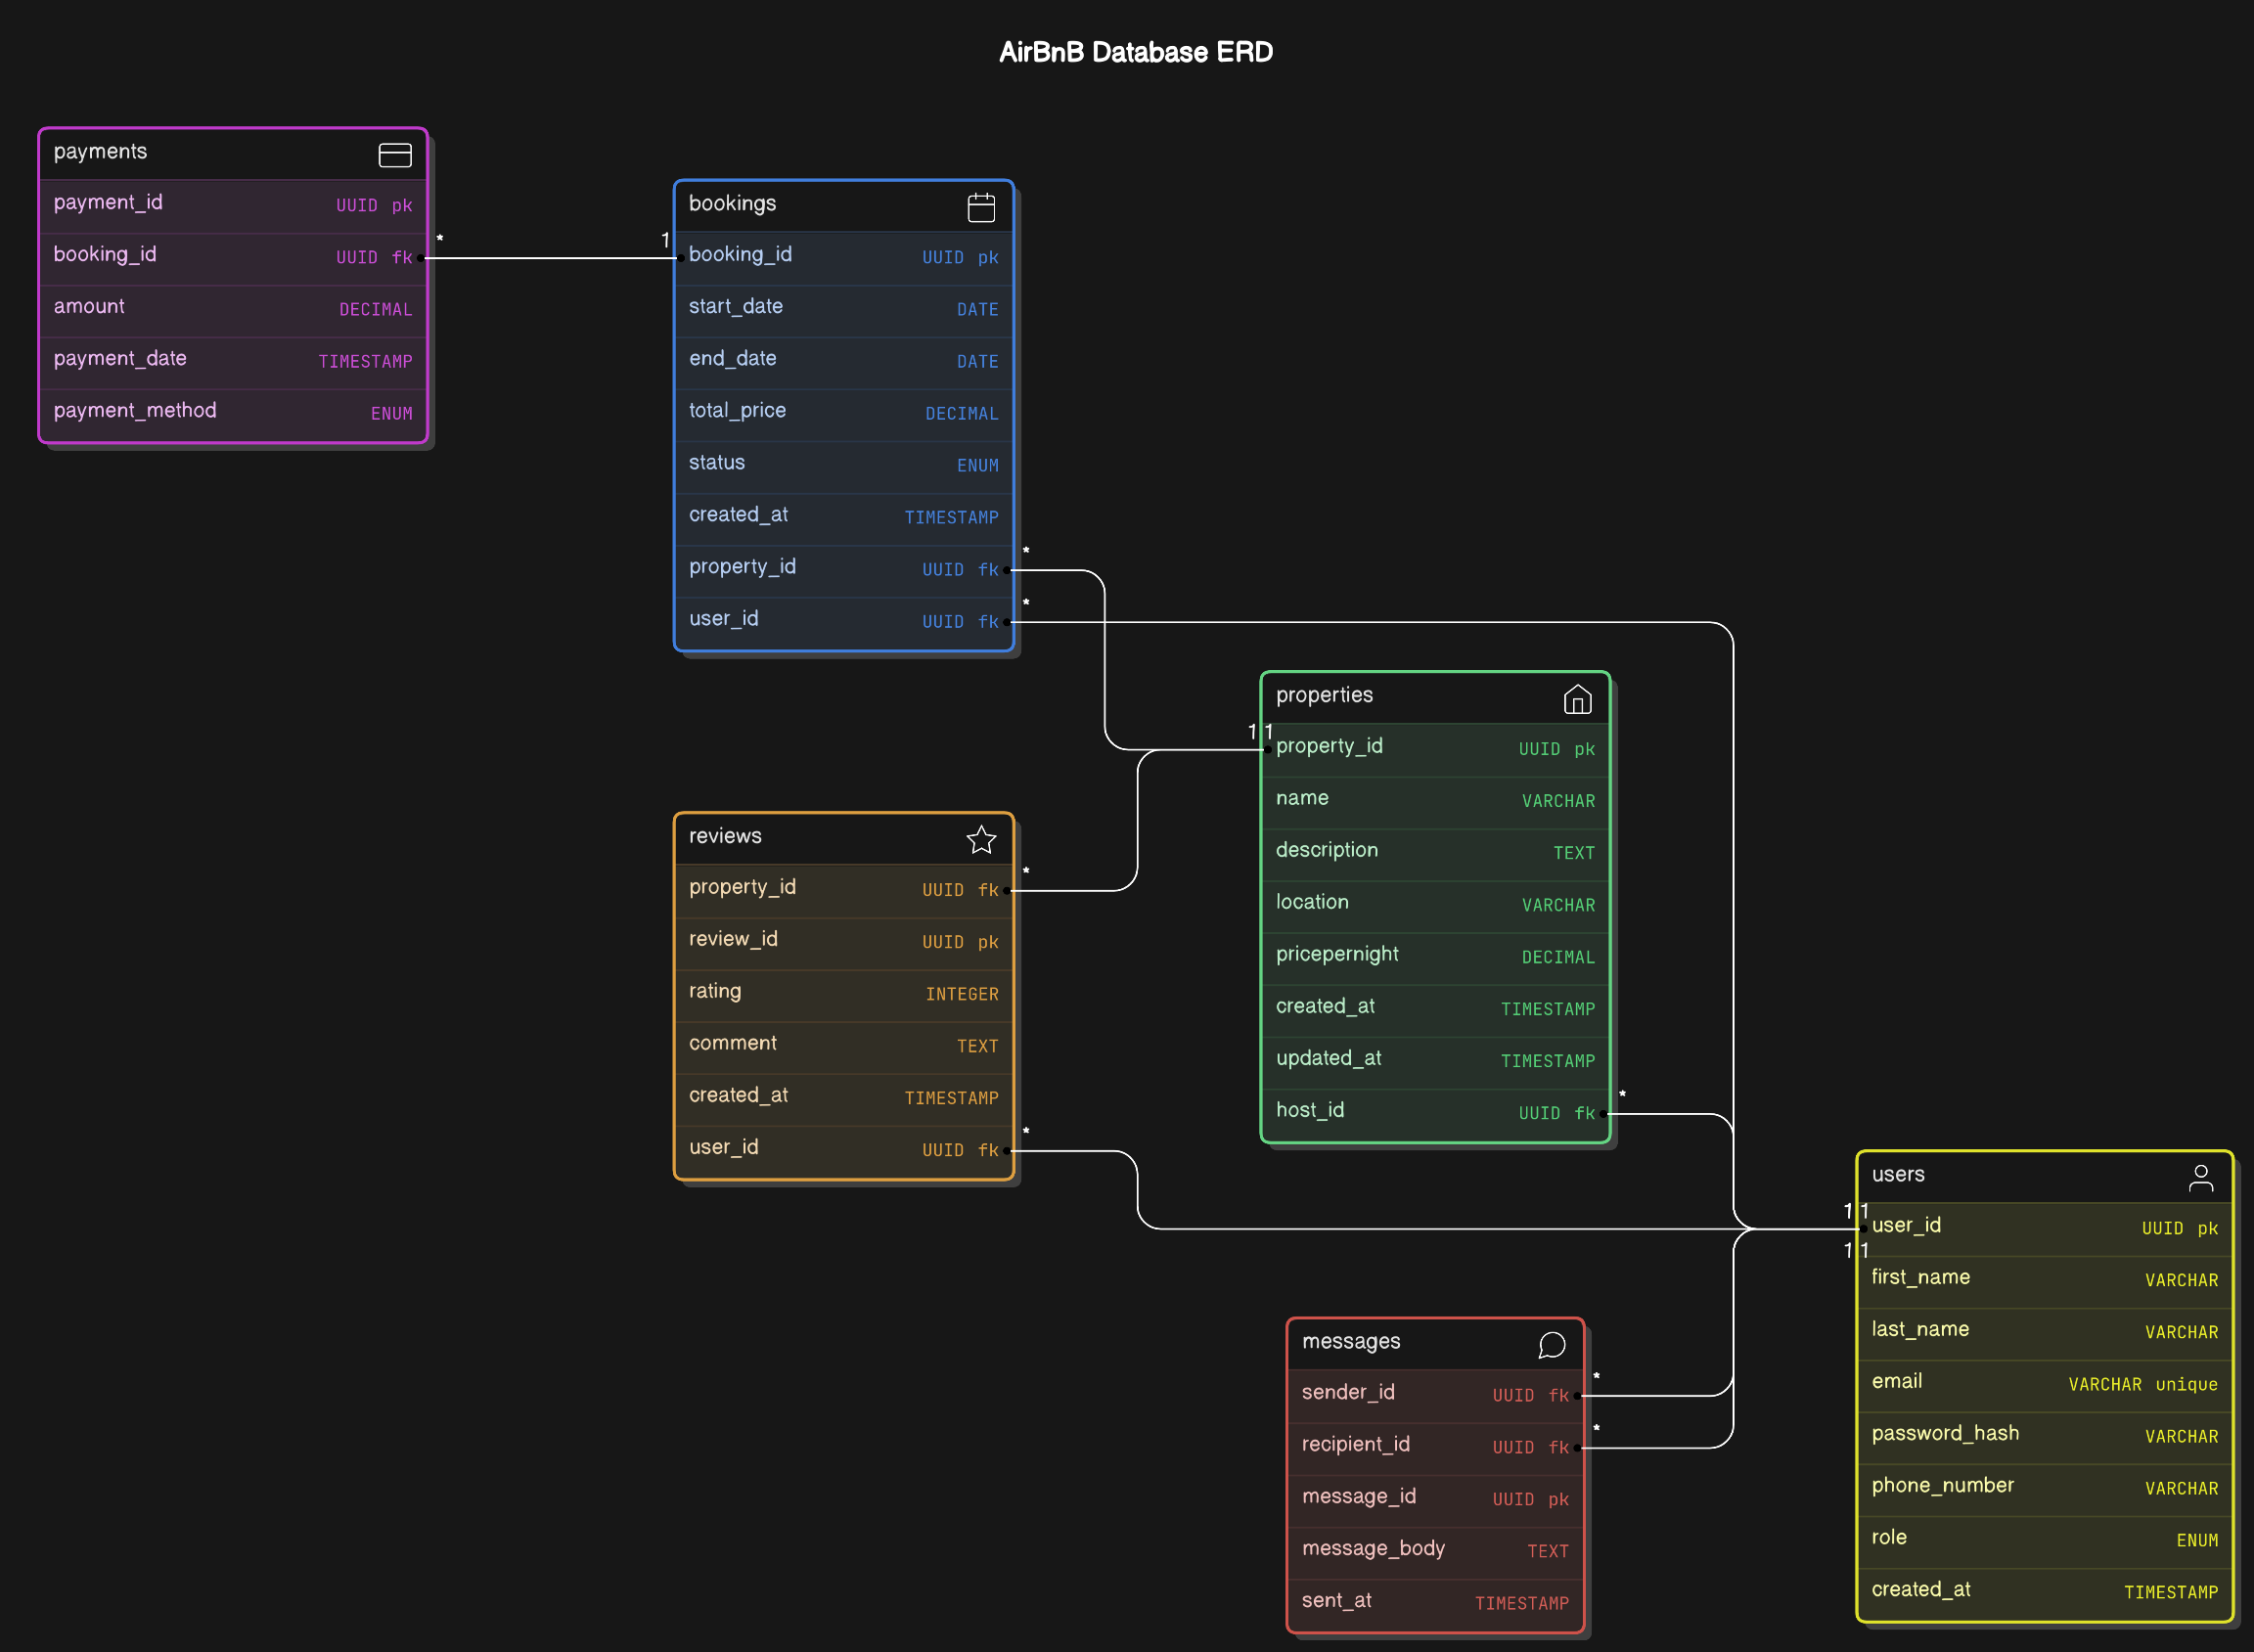 AirBnB Database ERD
payments
payment_id UUID pk
booking_id UUID fk
amount DECIMAL
payment_date TIMESTAMP
payment_method ENUM
*
1
bookings
booking_id UUID pk
start_date DATE
end_date DATE
total_price DECIMAL
status ENUM
created_at TIMESTAMP
property_id UUID fk
user_id UUID fk
*
*
1 1
properties
property_id UUID pk
name VARCHAR
description TEXT
location VARCHAR
pricepernight DECIMAL
created_at TIMESTAMP
updated_at TIMESTAMP
host_id UUID fk
*
reviews
property_id UUID fk
review_id UUID pk
rating INTEGER
comment TEXT
created_at TIMESTAMP
user_id UUID fk
*
*
messages
sender_id UUID fk
recipient_id UUID fk
message_id UUID pk
message_body TEXT
sent_at TIMESTAMP
*
*
1 1
1 1
users
user_id UUID pk
first_name VARCHAR
last_name VARCHAR
email VARCHAR unique
password_hash VARCHAR
phone_number VARCHAR
role ENUM
created_at TIMESTAMP